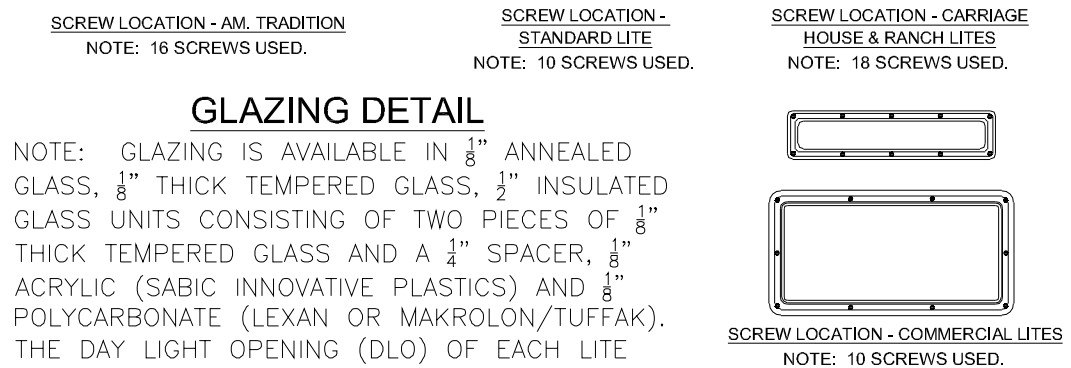 SCREW LOCATION - AM. TRADITION
NOTE: 16 SCREWS USED.
SCREW LOCATION -
STANDARD LITE
NOTE: 10 SCREWS USED.
SCREW LOCATION - CARRIAGE
HOUSE & RANCH LITES
NOTE: 18 SCREWS USED.
GLAZING DETAIL
NOTE: GLAZING IS AVAILABLE IN 1/8" ANNEALED
GLASS, 1/8" THICK TEMPERED GLASS, 1/2" INSULATED
GLASS UNITS CONSISTING OF TWO PIECES OF 1/8"
THICK TEMPERED GLASS AND A 1/4" SPACER, 1/8"
ACRYLIC (SABIC INNOVATIVE PLASTICS) AND 1/8"
POLYCARBONATE (LEXAN OR MAKROLON/TUFFAK).
THE DAY LIGHT OPENING (DLO) OF EACH LITE
SCREW LOCATION - COMMERCIAL LITES
NOTE: 10 SCREWS USED.